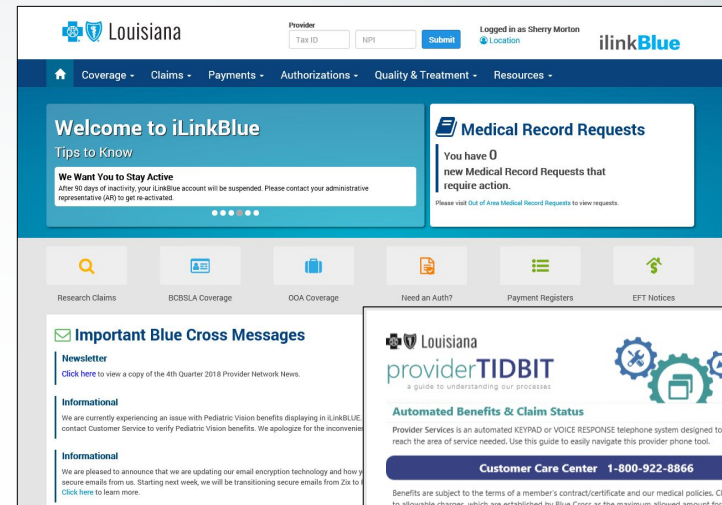 Louisiana
Provider
Tax ID
NPI
Submit
Logged in as Sherry Morton
Location
ilinkBlue
Coverage
Claims
Payments
Authorizations
Quality & Treatment
Resources
Welcome to iLinkBlue
Tips to Know
We Want You to Stay Active
After 90 days of inactivity, your iLinkBlue account will be suspended. Please contact your administrative
representative (AR) to get re-activated.
Medical Record Requests
You have 0
new Medical Record Requests that
require action.
Please visit Out of Area Medical Record Requests to view requests.
Research Claims
BCBSLA Coverage
OOA Coverage
Need an Auth?
Payment Registers
EFT Notices
Important Blue Cross Messages
Newsletter
Click here to view a copy of the 4th Quarter 2018 Provider Network News.
Informational
We are currently experiencing an issue with Pediatric Vision benefits displaying in iLinkBLUE.
contact Customer Service to verify Pediatric Vision benefits. We apologize for the
Informational
We are pleased to announce that we are updating our email encryption technology and how
secure emails from us. Starting next week, we will be transitioning secure emails from Zix to
Click here to learn more.
Louisiana
providerTIDBIT
a guide to understanding our processes
Automated Benefits & Claim Status
Provider Services is an automated KEYPAD or VOICE RESPONSE telephone system designed to
reach the area of service needed. Use this guide to easily navigate this provider phone tool.
Customer Care Center 1-800-922-8866
Benefits are subject to the terms of a member's contract/certificate and our medical policies.
to allowable charges, which are established by Blue Cross as the maximum allowed amount for